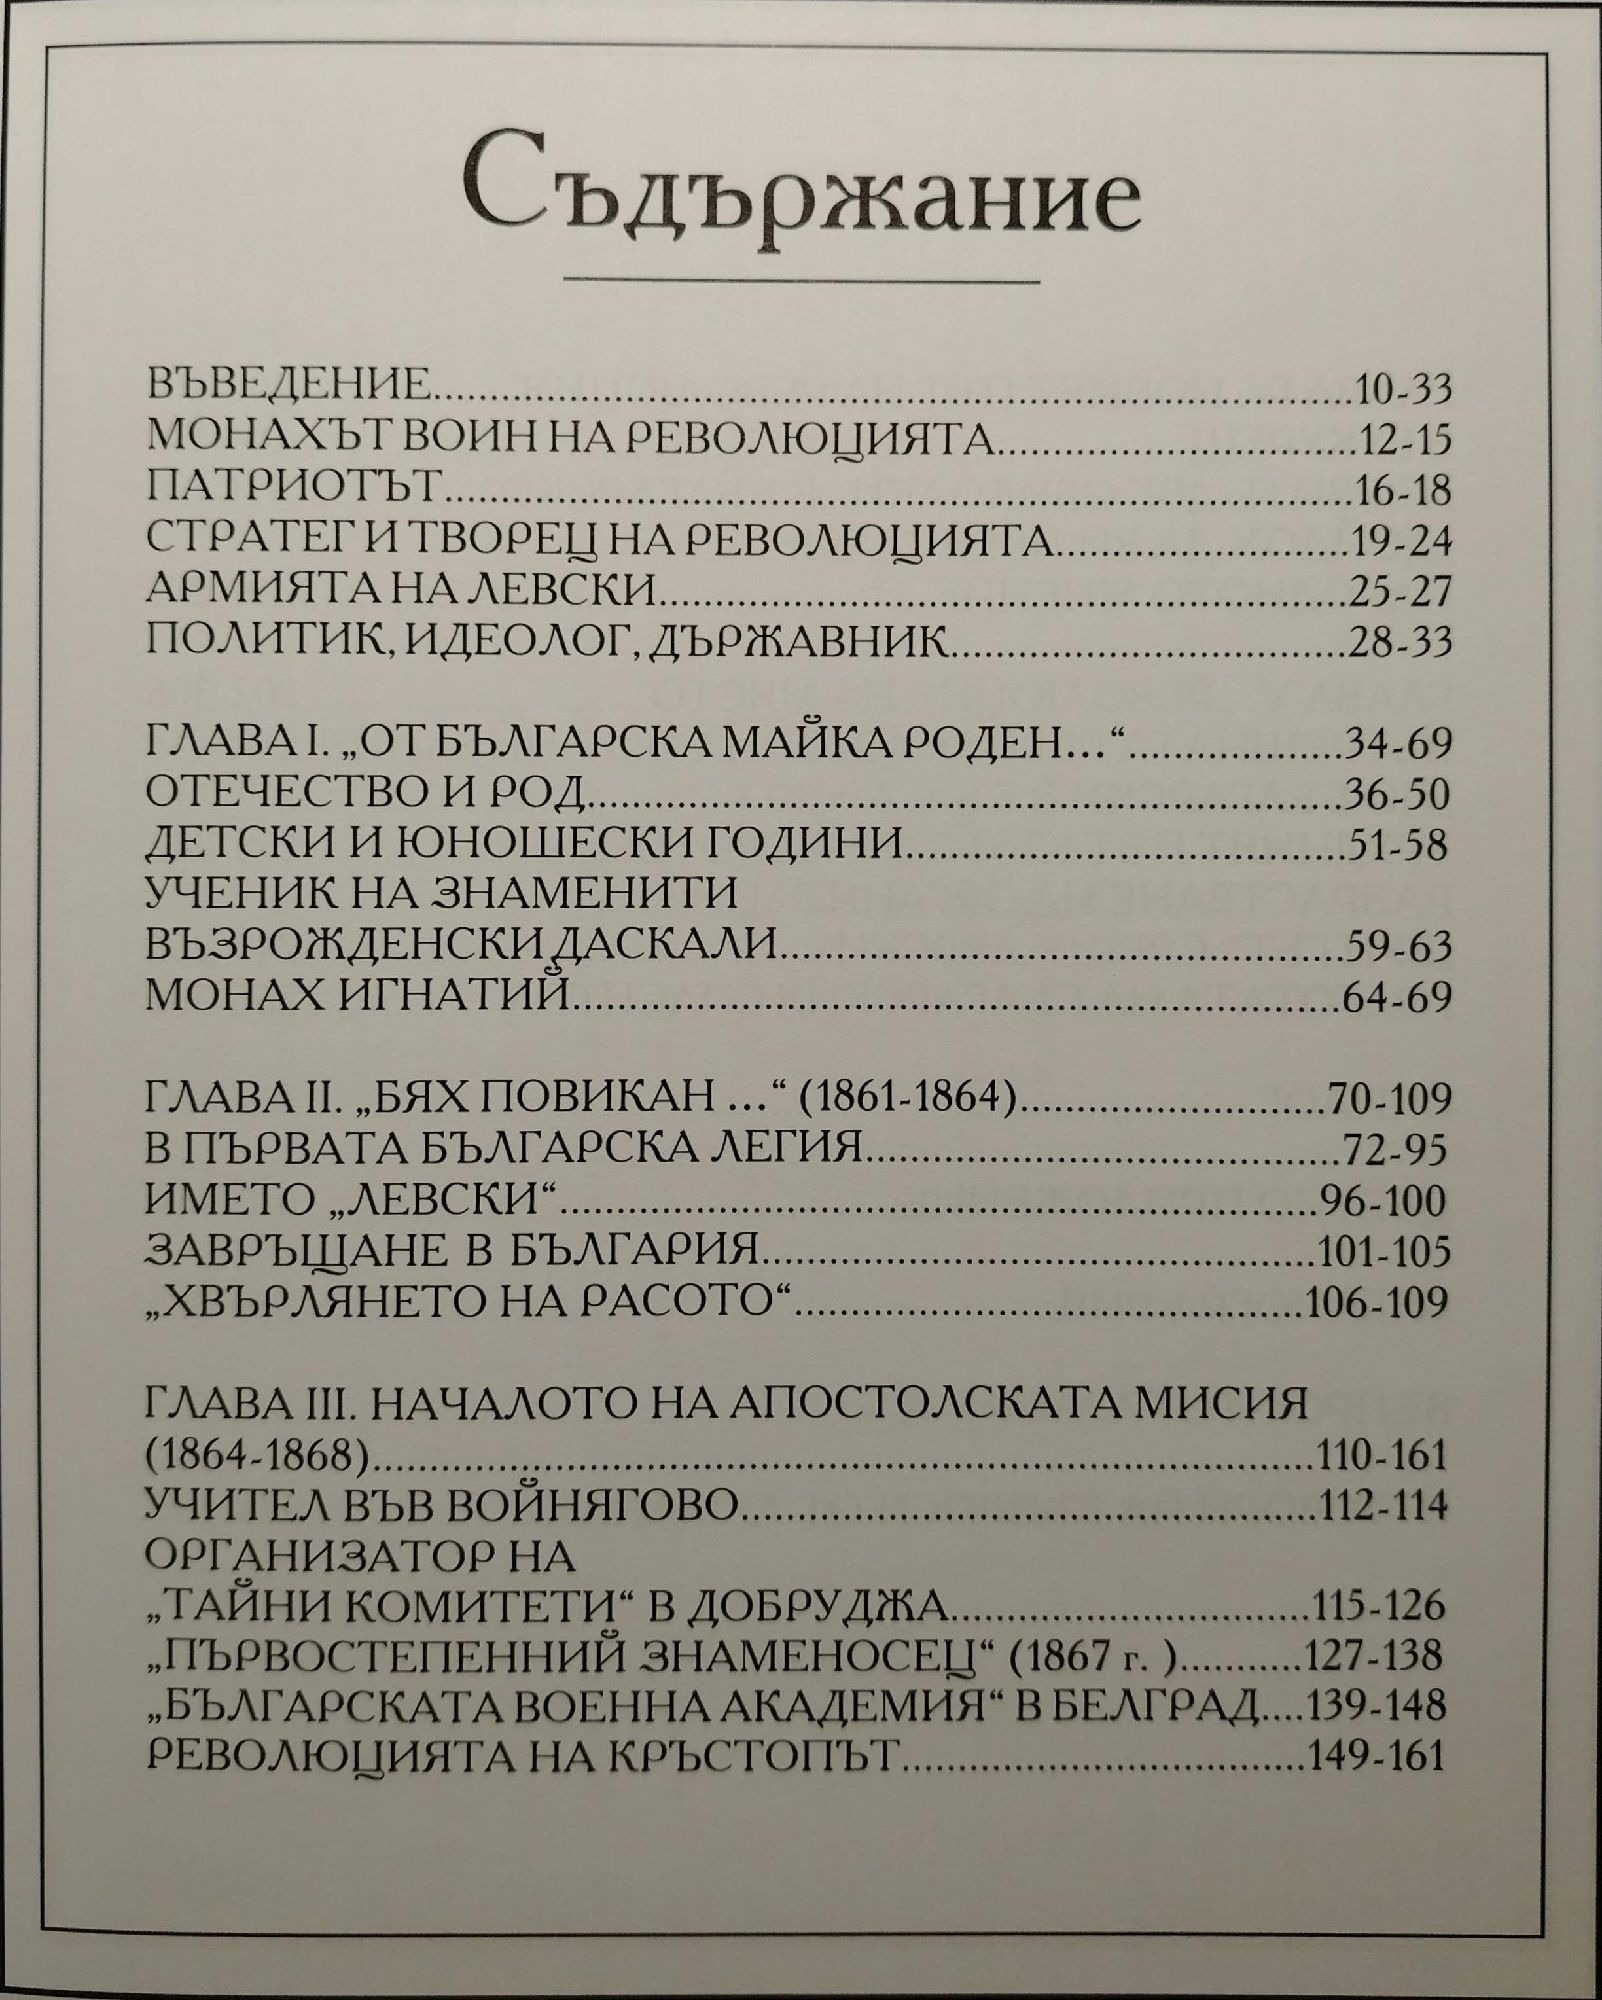 Съдържание
ВЪВЕДЕНИЕ................................................................................10-33
МОНАХЪТ ВОИН НА РЕВОЛЮЦИЯТА................................12-15
ПАТРИОТЪТ................................................................................16-18
СТРАТЕГ И ТВОРЕЦ НА РЕВОЛЮЦИЯТА..........................19-24
АРМИЯТА НА ЛЕВСКИ............................................................25-27
ПОЛИТИК, ИДЕОЛОГ, ДЪРЖАВНИК...................................28-33
ГЛАВА I. „ОТ БЪЛГАРСКА МАЙКА РОДЕН...“...................34-69
ОТЕЧЕСТВО И РОД...................................................................36-50
ДЕТСКИ И ЮНОШЕСКИ ГОДИНИ.......................................51-58
УЧЕНИК НА ЗНАМЕНИТИ
ВЪЗРОЖДЕНСКИ ДАСКАЛИ..................................................59-63
МОНАХ ИГНАТИЙ....................................................................64-69
ГЛАВА II. „БЯХ ПОВИКАН ...“ (1861-1864)...........................70-109
В ПЪРВАТА БЪЛГАРСКА ЛЕГИЯ..........................................72-95
ИМЕТО „ЛЕВСКИ“...................................................................96-100
ЗАВРЪЩАНЕ В БЪЛГАРИЯ.................................................101-105
„ХВЪРЛЯНЕТО НА РАСОТО“.............................................106-109
ГЛАВА III. НАЧАЛОТО НА АПОСТОЛСКАТА МИСИЯ
(1864-1868)...................................................................................110-161
УЧИТЕЛ ВЪВ ВОЙНЯГОВО...................................................112-114
ОРГАНИЗАТОР НА
„ТАЙНИ КОМИТЕТИ“ В ДОБРУДЖА................................115-126
„ПЪРВОСТЕПЕННИЙ ЗНАМЕНОСЕЦ“ (1867 г. )...........127-138
„БЪЛГАРСКАТА ВОЕННА АКАДЕМИЯ“ В БЕЛГРАД....139-148
РЕВОЛЮЦИЯТА НА КРЪСТОПЪТ....................................149-161